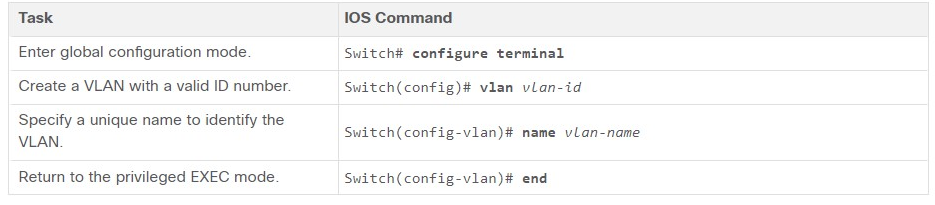 Task IOS Command
Enter global configuration mode. Switch# configure terminal
Create a VLAN with a valid ID number. Switch(config)# vlan vlan-id
Specify a unique name to identify the
VLAN. Switch(config-vlan)# name vlan-name
Return to the privileged EXEC mode. Switch(config-vlan)# end